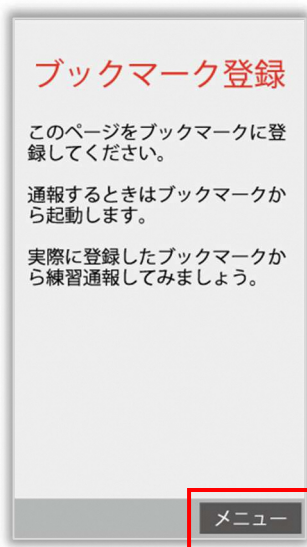 ブックマーク登録
このページをブックマークに登
録してください。
通報するときはブックマークか
ら起動します。
実際に登録したブックマークか
ら練習通報してみましょう。
メニュー